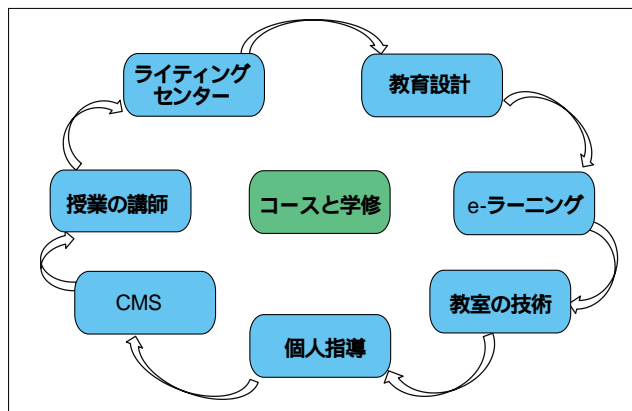 ライティング
センター
教育設計
授業の講師
コースと学修
e-ラーニング
CMS
教室の技術
個人指導